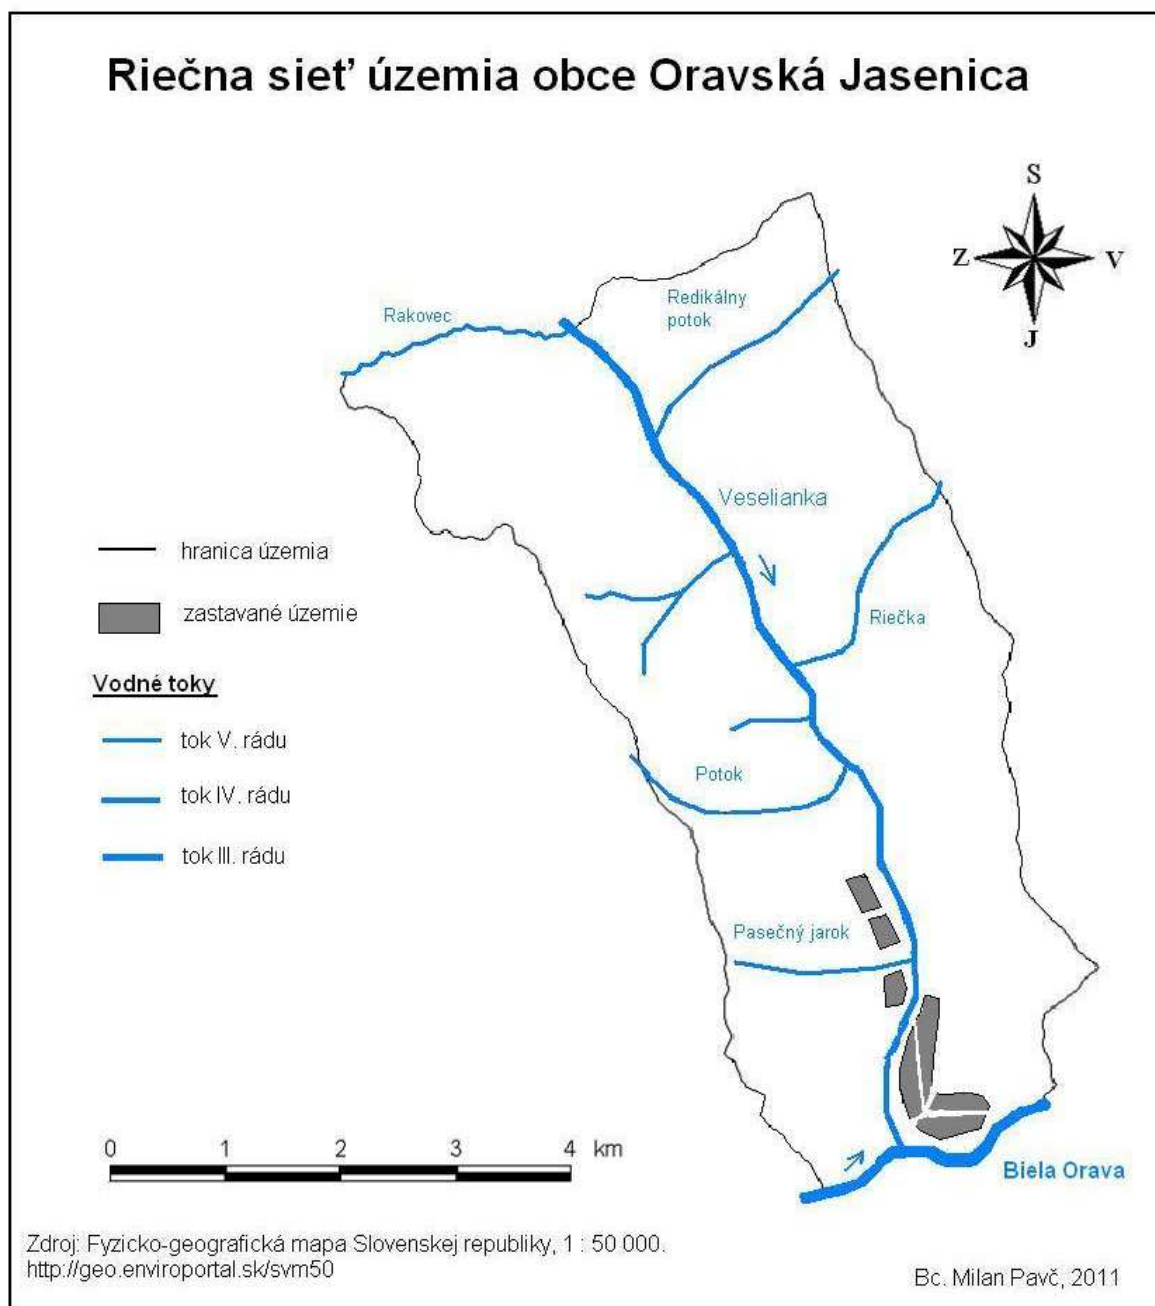 Riečna sieť územia obce Oravská Jasenica
S
Z
V
J
Rakovec
Redikálny
potok
Veselianka
hranica územia
zastavané územie
Riečka
Vodné toky
tok V. rádu
Potok
tok IV. rádu
tok III. rádu
Pasečný jarok
0 1 2 3 4 km
Biela Orava
Zdroj: Fyzicko-geografická mapa Slovenskej republiky, 1 : 50 000.
http://geo.enviroportal.sk/svm50
Bc. Milan Pavč, 2011